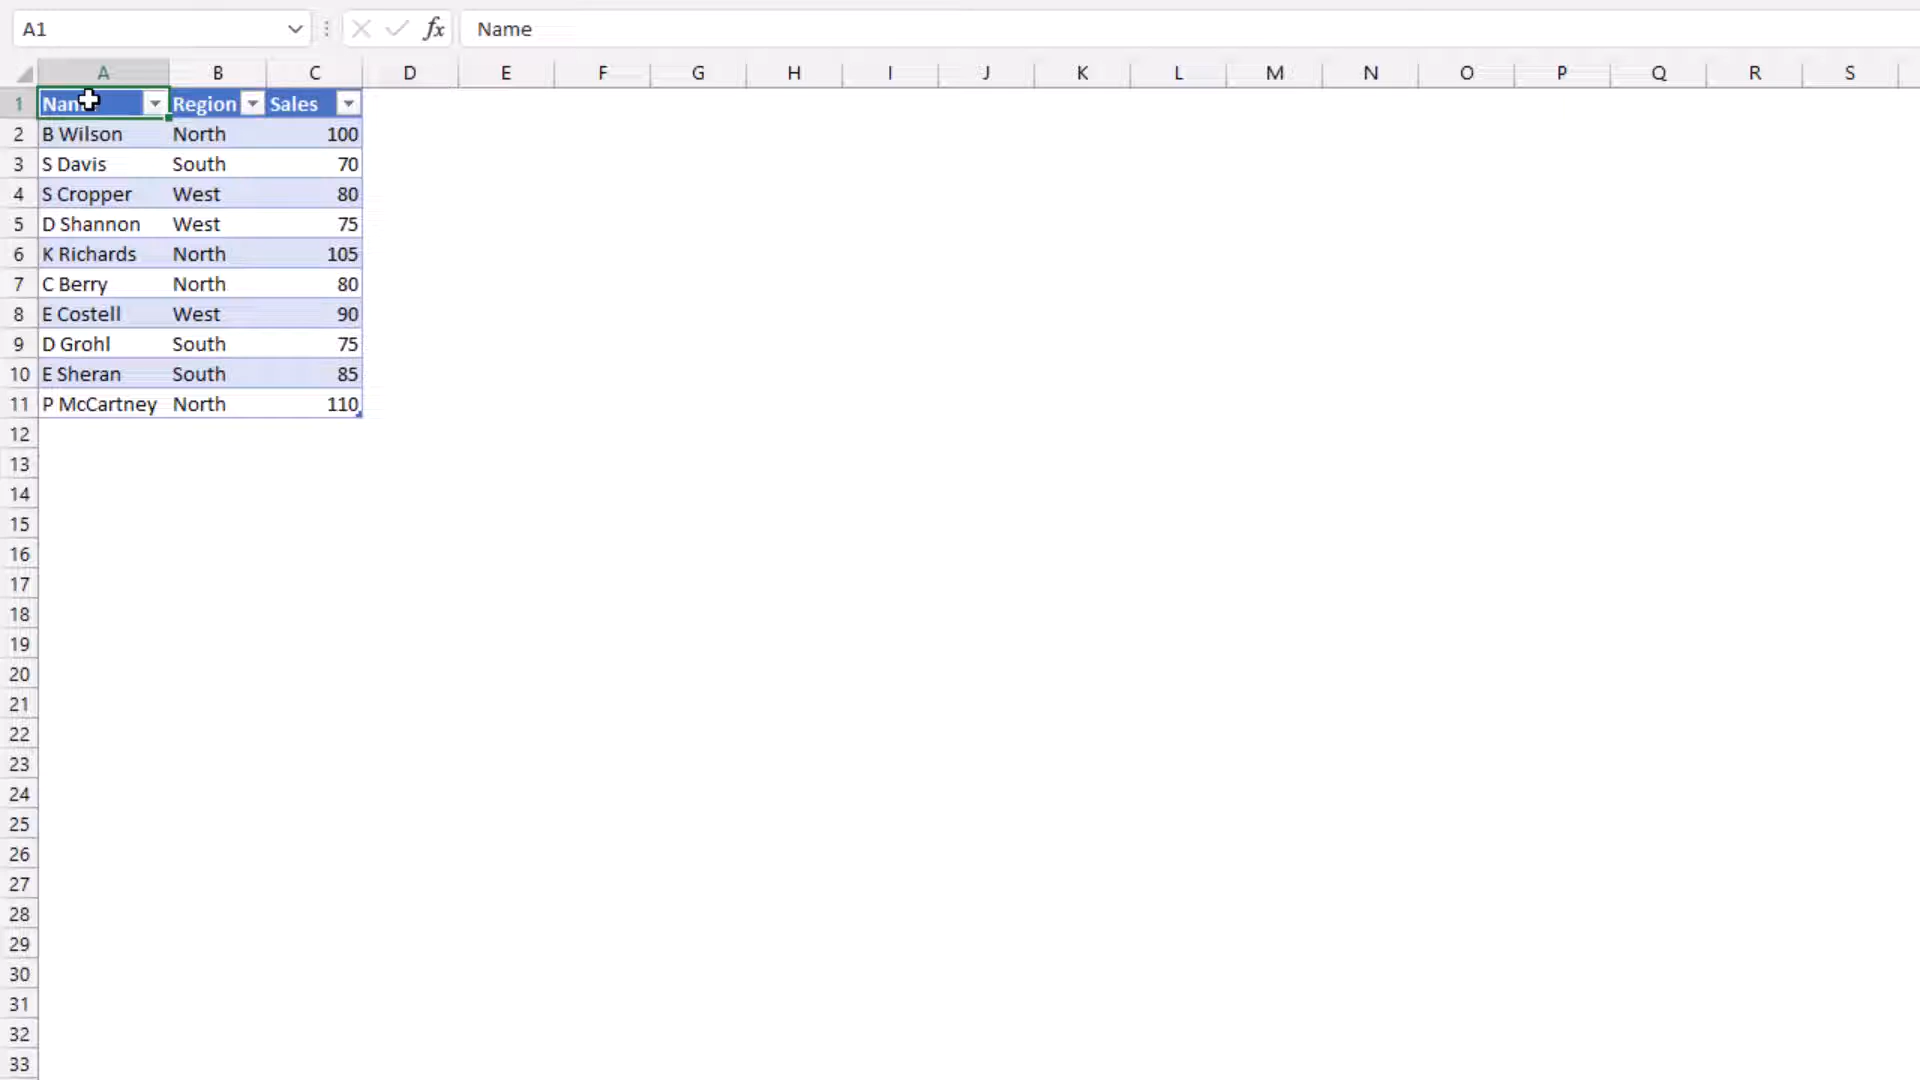 A1 fx Name
A B C D E F G H I J K L M N O P Q R S
1 Name Region Sales
2 B Wilson North 100
3 S Davis South 70
4 S Cropper West 80
5 D Shannon West 75
6 K Richards North 105
7 C Berry North 80
8 E Costell West 90
9 D Grohl South 75
10 E Sheran South 85
11 P McCartney North 110
12
13
14
15
16
17
18
19
20
21
22
23
24
25
26
27
28
29
30
31
32
33